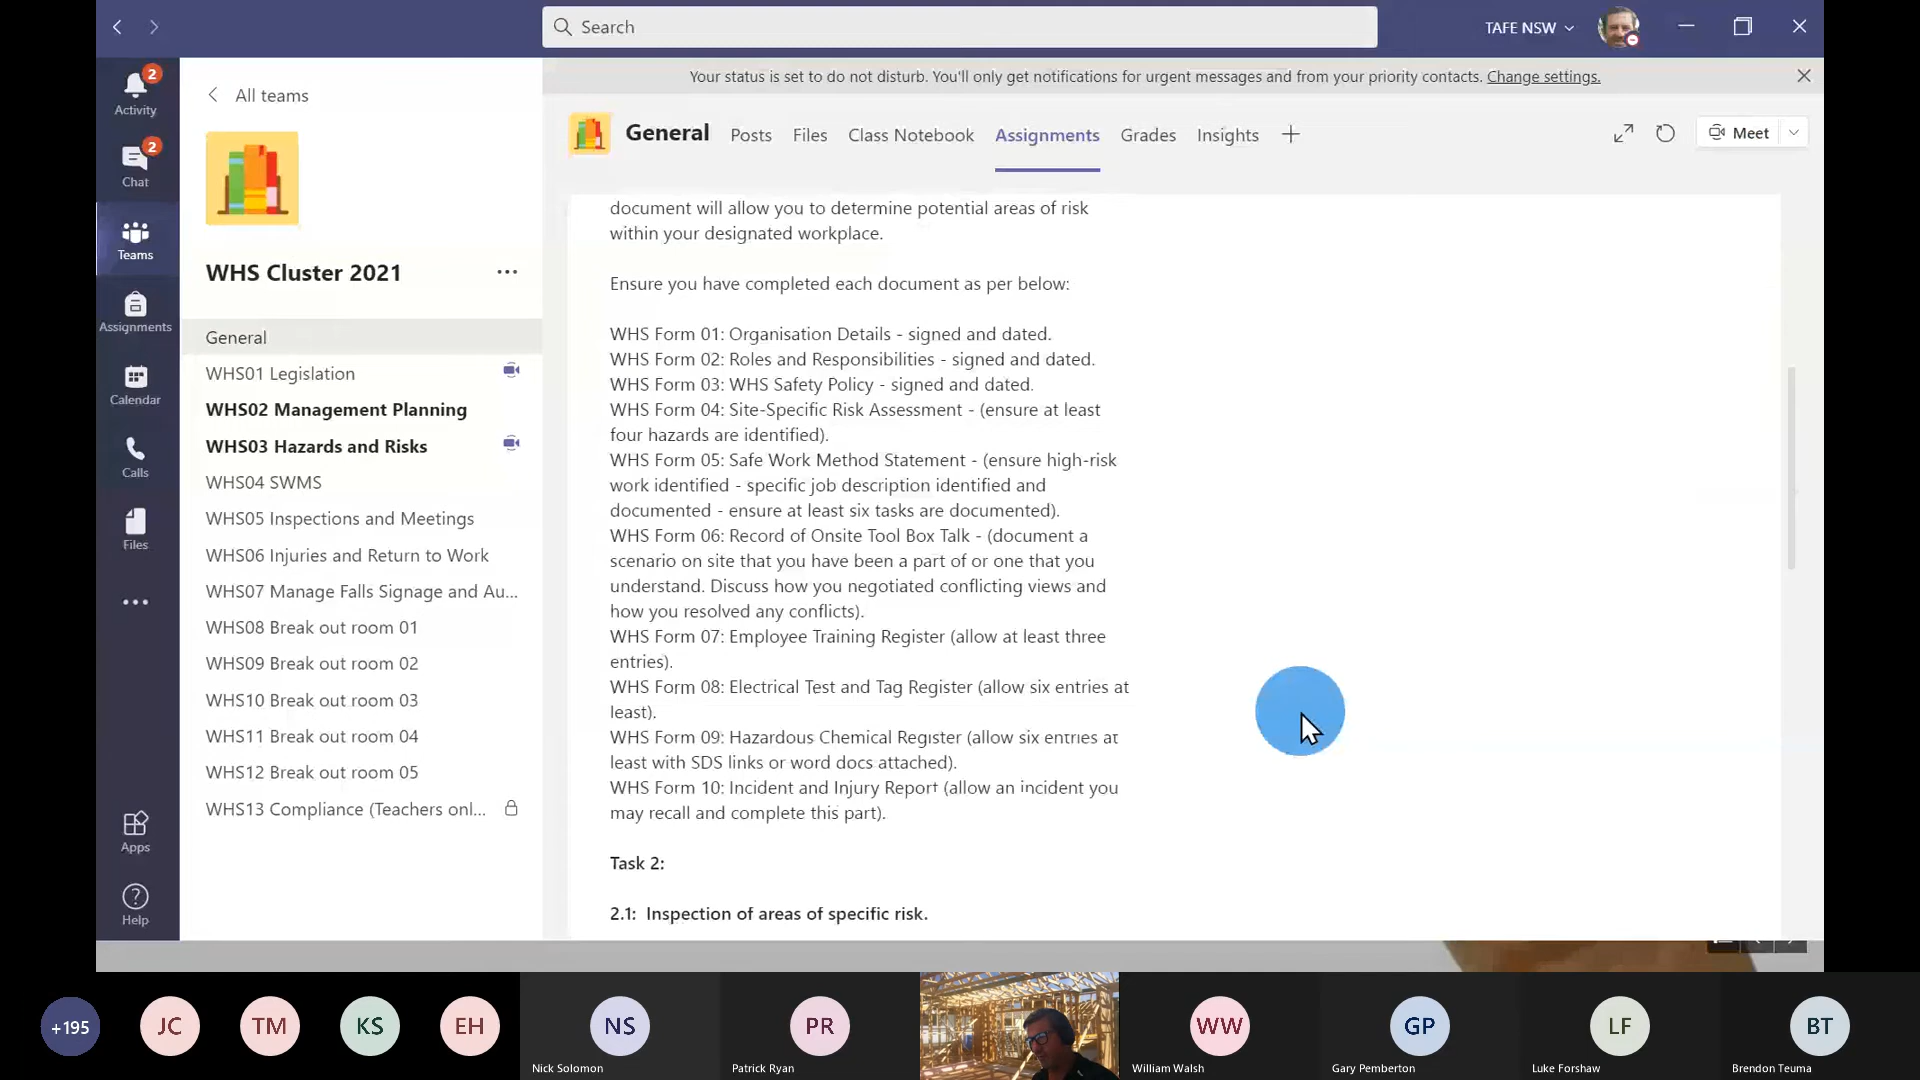 Search
TAFE NSW
Your status is set to do not disturb. You'll only get notifications for urgent messages and from your priority contacts. Change settings.
2
Activity
2
Chat
Teams
Assignments
Calendar
Calls
Files
Apps
Help
All teams
WHS Cluster 2021
General
WHS01 Legislation
WHS02 Management Planning
WHS03 Hazards and Risks
WHS04 SWMS
WHS05 Inspections and Meetings
WHS06 Injuries and Return to Work
WHS07 Manage Falls Signage and Au...
WHS08 Break out room 01
WHS09 Break out room 02
WHS10 Break out room 03
WHS11 Break out room 04
WHS12 Break out room 05
WHS13 Compliance (Teachers onl...
General Posts Files Class Notebook Assignments Grades Insights
Meet
document will allow you to determine potential areas of risk
within your designated workplace.
Ensure you have completed each document as per below:
WHS Form 01: Organisation Details - signed and dated.
WHS Form 02: Roles and Responsibilities - signed and dated.
WHS Form 03: WHS Safety Policy - signed and dated.
WHS Form 04: Site-Specific Risk Assessment - (ensure at least
four hazards are identified).
WHS Form 05: Safe Work Method Statement - (ensure high-risk
work identified - specific job description identified and
documented - ensure at least six tasks are documented).
WHS Form 06: Record of Onsite Tool Box Talk - (document a
scenario on site that you have been a part of or one that you
understand. Discuss how you negotiated conflicting views and
how you resolved any conflicts).
WHS Form 07: Employee Training Register (allow at least three
entries).
WHS Form 08: Electrical Test and Tag Register (allow six entries at
least).
WHS Form 09: Hazardous Chemical Register (allow six entries at
least with SDS links or word docs attached).
WHS Form 10: Incident and Injury Report (allow an incident you
may recall and complete this part).
Task 2:
2.1: Inspection of areas of specific risk.
+195
JC
TM
KS
EH
NS
Nick Solomon
PR
Patrick Ryan
WW
William Walsh
GP
Gary Pemberton
LF
Luke Forshaw
BT
Brendon Teuma